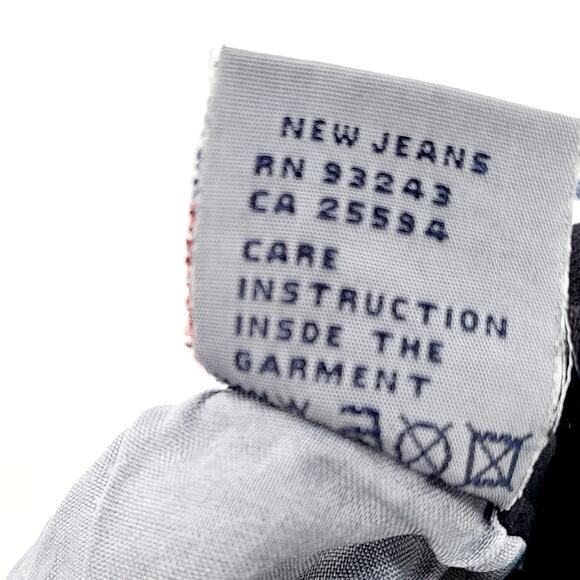 NEW JEANS
RN 93243
CA 25594
CARE
INSTRUCTION
INSDE THE
GARMENT